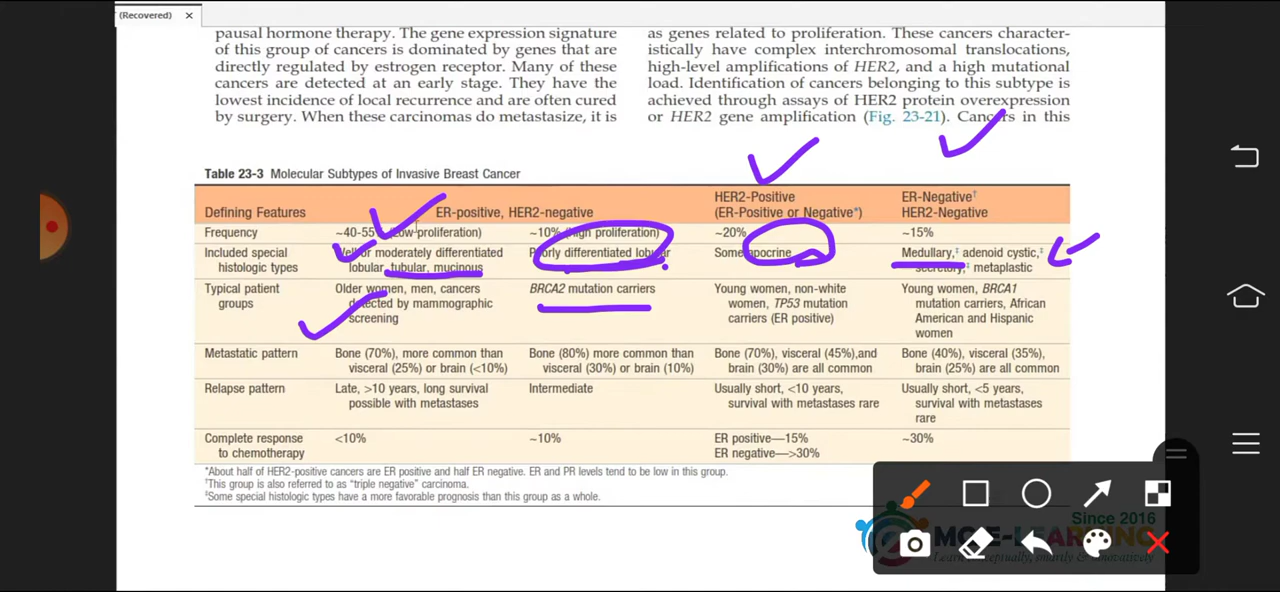 (Recovered)
pausal hormone therapy. The gene expression signature
of this group of cancers is dominated by genes that are
directly regulated by estrogen receptor. Many of these
cancers are detected at an early stage. They have the
lowest incidence of local recurrence and are often cured
by surgery. When these carcinomas do metastasize, it is
as genes related to proliferation. These cancers character-
istically have complex interchromosomal translocations,
high-level amplifications of HER2, and a high mutational
load. Identification of cancers belonging to this subtype is
achieved through assays of HER2 protein overexpression
or HER2 gene amplification (Fig. 23-21). Cancers in this
Table 23-3 Molecular Subtypes of Invasive Breast Cancer
Defining Features
ER-positive, HER2-negative
HER2-Positive
(ER-Positive or Negative*)
ER-Negative†
HER2-Negative
Frequency
~40-55% (Low proliferation)
~10% (high proliferation)
~20%
~15%
Included special
histologic types
Well or moderately differentiated
lobular, tubular, mucinous
Poorly differentiated lobular
Some apocrine
Medullary,‡ adenoid cystic,‡
secretory,‡ metaplastic
Typical patient
groups
Older women, men, cancers
detected by mammographic
screening
BRCA2 mutation carriers
Young women, non-white
women, TP53 mutation
carriers (ER positive)
Young women, BRCA1
mutation carriers, African
American and Hispanic
women
Metastatic pattern
Bone (70%), more common than
visceral (25%) or brain (<10%)
Bone (80%) more common than
visceral (30%) or brain (10%)
Bone (70%), visceral (45%),and
brain (30%) are all common
Bone (40%), visceral (35%),
brain (25%) are all common
Relapse pattern
Late, >10 years, long survival
possible with metastases
Intermediate
Usually short, <10 years,
survival with metastases rare
Usually short, <5 years,
survival with metastases
rare
Complete response
to chemotherapy
<10%
~10%
ER positive—15%
ER negative—>30%
~30%
*About half of HER2-positive cancers are ER positive and half ER negative. ER and PR levels tend to be low in this group.
†This group is also referred to as “triple negative” carcinoma.
‡Some special histologic types have a more favorable prognosis than this group as a whole.
Since 2016